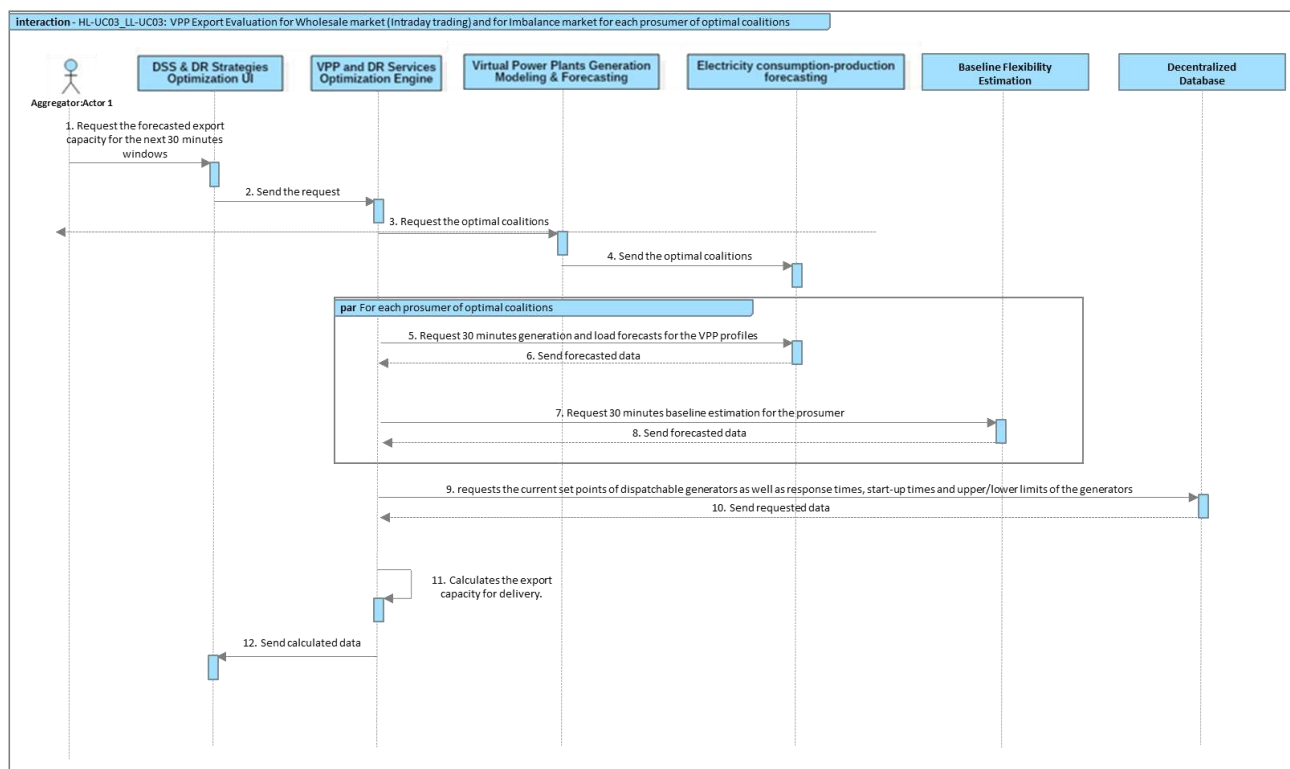 interaction - HL-UC03_LL-UC03: VPP Export Evaluation for Wholesale market (Intraday trading) and for Imbalance market for each prosumer of optimal coalitions
DSS & DR Strategies
Optimization UI
VPP and DR Services
Optimization Engine
Virtual Power Plants Generation
Modeling & Forecasting
Electricity consumption-production
forecasting
Baseline Flexibility
Estimation
Decentralized
Database
Aggregator:Actor 1
1. Request the forecasted export
capacity for the next 30 minutes
windows
2. Send the request
3. Request the optimal coalitions
4. Send the optimal coalitions
par For each prosumer of optimal coalitions
5. Request 30 minutes generation and load forecasts for the VPP profiles
6. Send forecasted data
7. Request 30 minutes baseline estimation for the prosumer
8. Send forecasted data
9. requests the current set points of dispatchable generators as well as response times, start-up times and upper/lower limits of the generators
10. Send requested data
11. Calculates the export
capacity for delivery.
12. Send calculated data